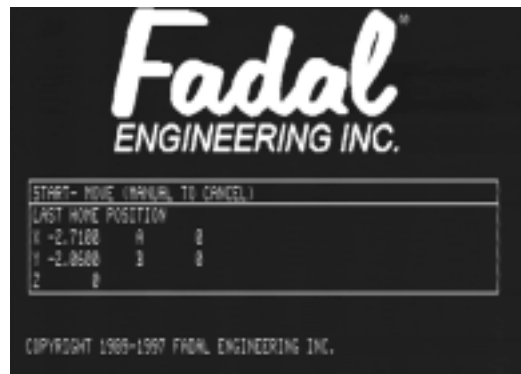 Fadal®
ENGINEERING INC.
START- MOVE (MANUAL TO CANCEL)
LAST HOME POSITION
X -2.7100 A 0
Y -2.0600 B 0
Z 0
COPYRIGHT 1989-1997 FADAL ENGINEERING INC.